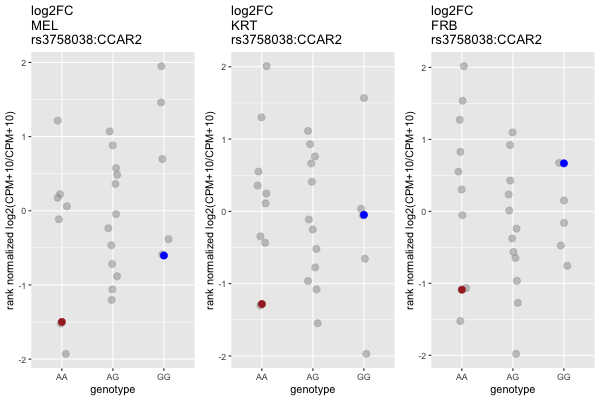 log2FC
MEL
rs3758038:CCAR2
rank normalized log2(CPM+10/CPM+10)
2
1
0
-1
-2
AA
AG
GG
genotype
log2FC
KRT
rs3758038:CCAR2
rank normalized log2(CPM+10/CPM+10)
2
1
0
-1
-2
AA
AG
GG
genotype
log2FC
FRB
rs3758038:CCAR2
rank normalized log2(CPM+10/CPM+10)
2
1
0
-1
-2
AA
AG
GG
genotype